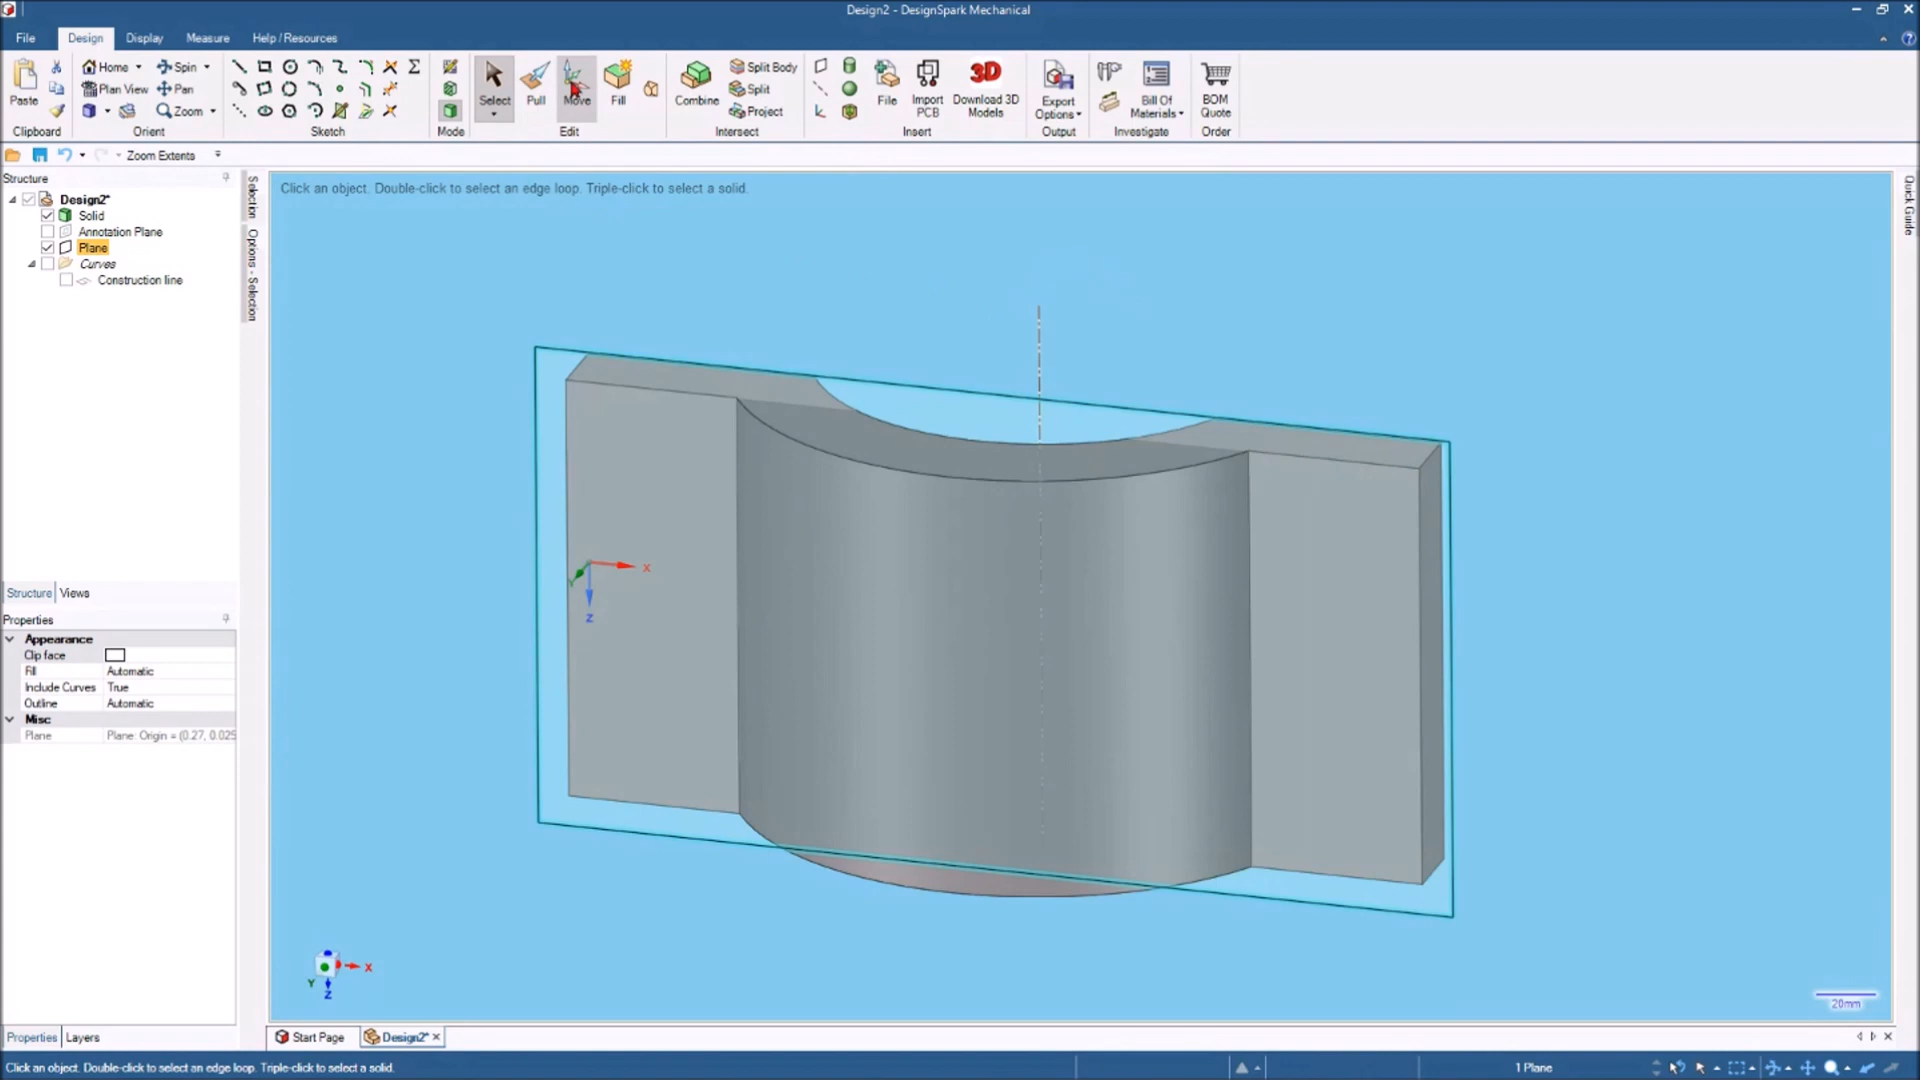 Design2 - DesignSpark Mechanical
File Design Display Measure Help / Resources
Paste
Clipboard
Home Spin
Plan View Pan
Zoom
Orient
Sketch
Mode
Select Pull Move Fill
Edit
Combine Split Body
Split
Project
Intersect
File Import PCB Download 3D Models
3D
Insert
Export Options
Output
Bill Of Materials
Investigate
BOM Quote
Order
Zoom Extents
Structure
Design2*
Solid
Annotation Plane
Plane
Curves
Construction line
Selection
Options - Selection
Quick Guide
Click an object. Double-click to select an edge loop. Triple-click to select a solid.
X
Y
Z
Structure Views
Properties
Appearance
Clip face
Fill Automatic
Include Curves True
Outline Automatic
Misc
Plane Plane: Origin = (0.27, 0.025
X
Y
Z
20mm
Properties Layers
Start Page Design2*
Click an object. Double-click to select an edge loop. Triple-click to select a solid.
1 Plane